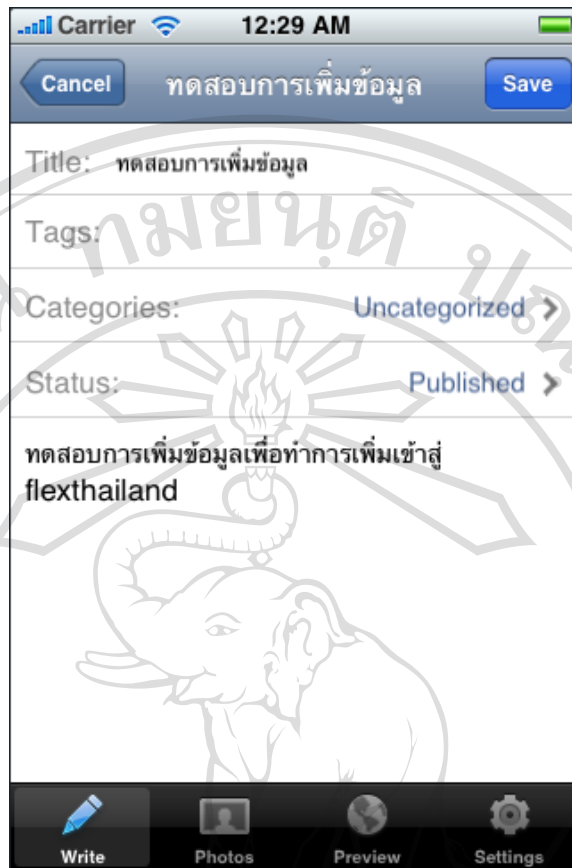 Carrier 12:29 AM
Cancel ทดสอบการเพิ่มข้อมูล Save
Title: ทดสอบการเพิ่มข้อมูล
Tags:
Categories: Uncategorized
Status: Published
ทดสอบการเพิ่มข้อมูลเพื่อทำการเพิ่มเข้าสู่
flexthailand
Write Photos Preview Settings